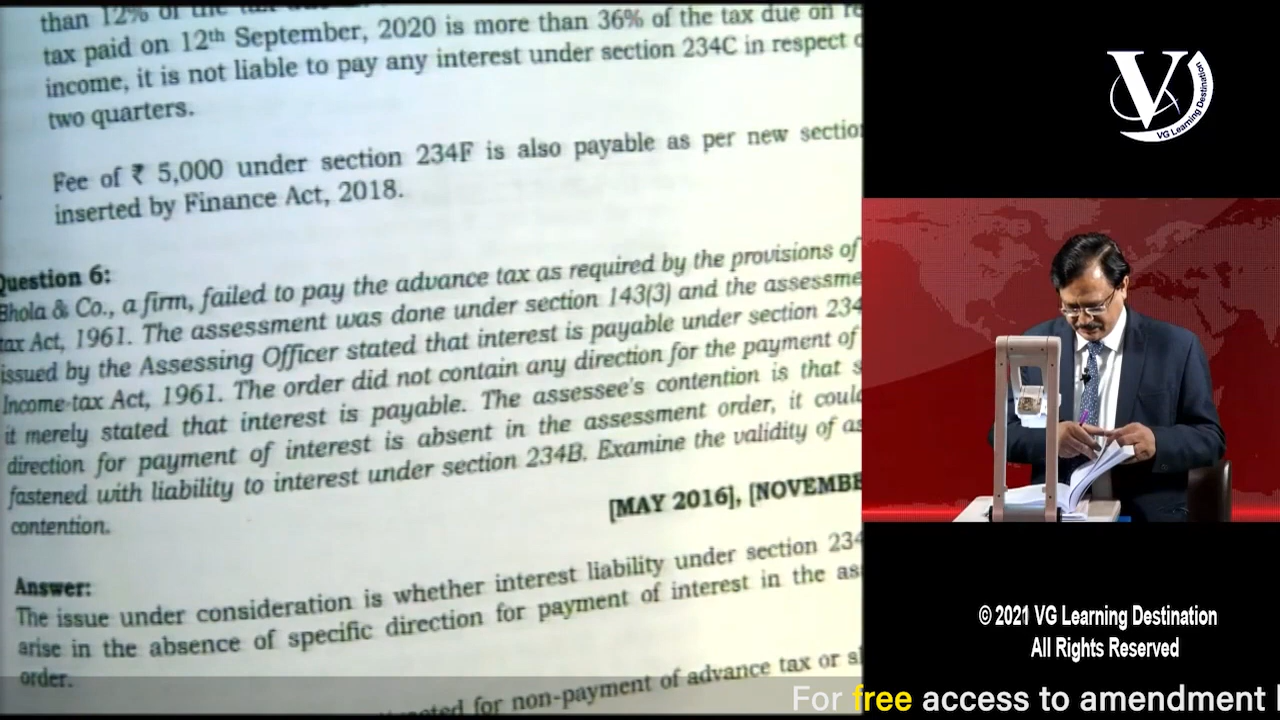 than 12% of the tax
tax paid on 12th September, 2020 is more than 36% of the tax due on
income, it is not liable to pay any interest under section 234C in respect
two quarters.
Fee of ₹ 5,000 under section 234F is also payable as per new
inserted by Finance Act, 2018.
Question 6:
Bhola & Co., a firm, failed to pay the advance tax as required by the provisions of
tax Act, 1961. The assessment was done under section 143(3) and the
issued by the Assessing Officer stated that interest is payable under section
Income-tax Act, 1961. The order did not contain any direction for the payment of
it merely stated that interest is payable. The assessee's contention is that
direction for payment of interest is absent in the assessment order, it
fastened with liability to interest under section 234B. Examine the validity of
contention.
[MAY 2016],
Answer:
The issue under consideration is whether interest liability under section
arise in the absence of specific direction for payment of interest in the
order.
for non-payment of advance tax or
V
VG Learning Destination
© 2021 VG Learning Destination
All Rights Reserved
For free access to amendment